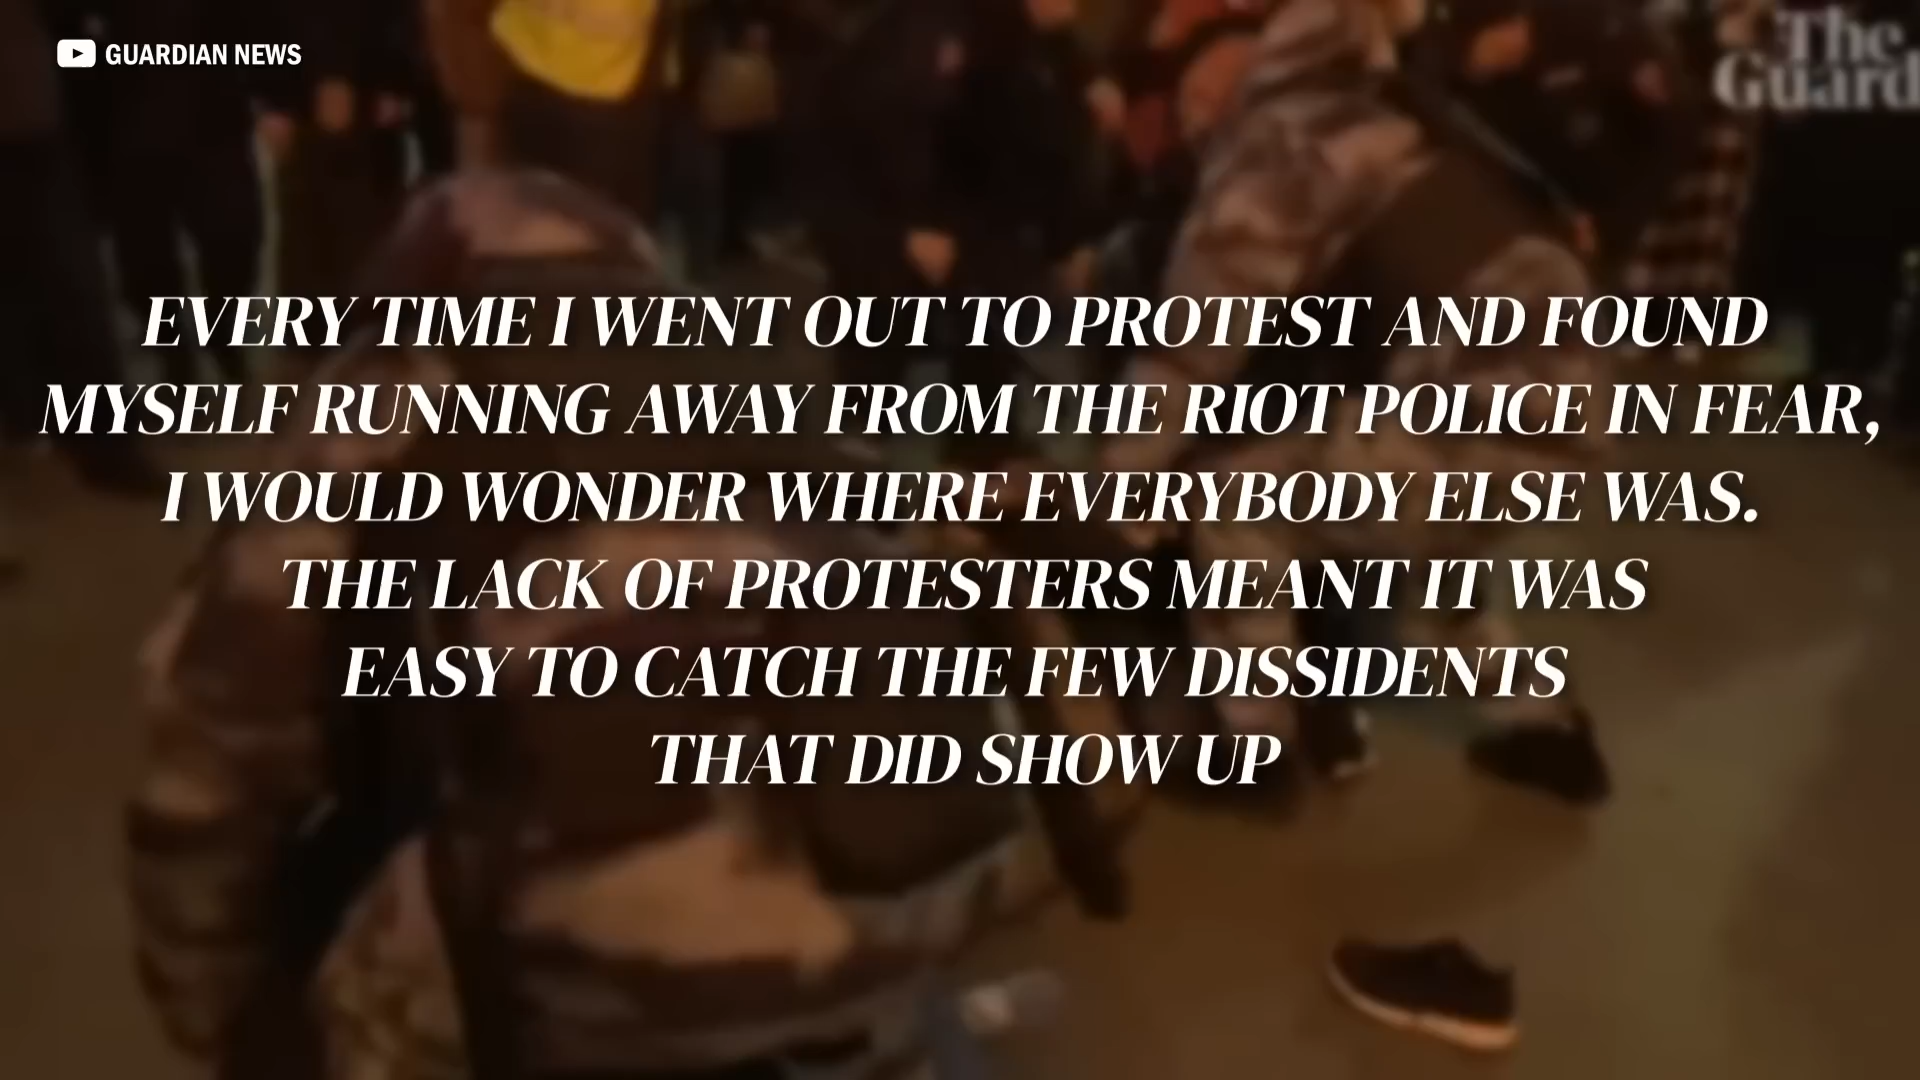 GUARDIAN NEWS
The
Guard
EVERY TIME I WENT OUT TO PROTEST AND FOUND
MYSELF RUNNING AWAY FROM THE RIOT POLICE IN FEAR,
I WOULD WONDER WHERE EVERYBODY ELSE WAS.
THE LACK OF PROTESTERS MEANT IT WAS
EASY TO CATCH THE FEW DISSIDENTS
THAT DID SHOW UP